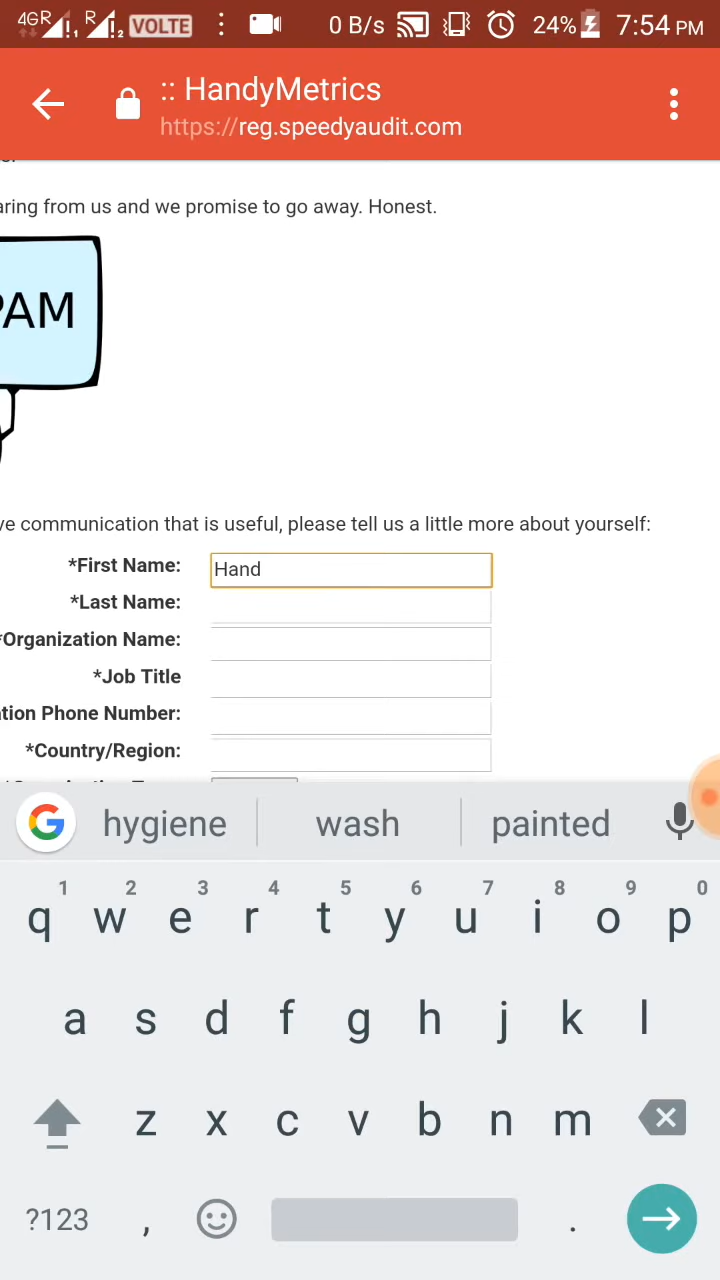 4G R 1 R 2 VOLTE 0 B/s 24% 7:54 PM
:: HandyMetrics
https://reg.speedyaudit.com
aring from us and we promise to go away. Honest.
PAM
ve communication that is useful, please tell us a little more about yourself:
*First Name: Hand
*Last Name:
*Organization Name:
*Job Title
tion Phone Number:
*Country/Region:
G hygiene wash painted
1 2 3 4 5 6 7 8 9 0
q w e r t y u i o p
a s d f g h j k l
z x c v b n m
?123 , .